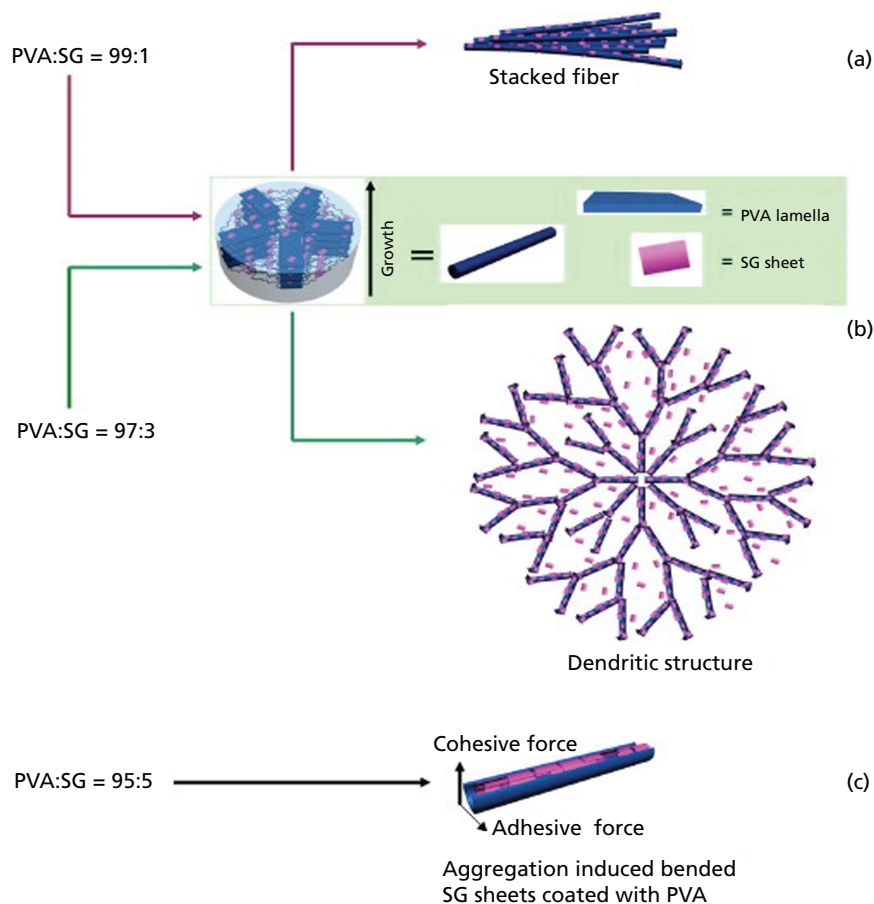 PVA:SG = 99:1
Stacked fiber
(a)
Growth
=
= PVA lamella
= SG sheet
(b)
PVA:SG = 97:3
Dendritic structure
PVA:SG = 95:5
Cohesive force
Adhesive force
(c)
Aggregation induced bended
SG sheets coated with PVA